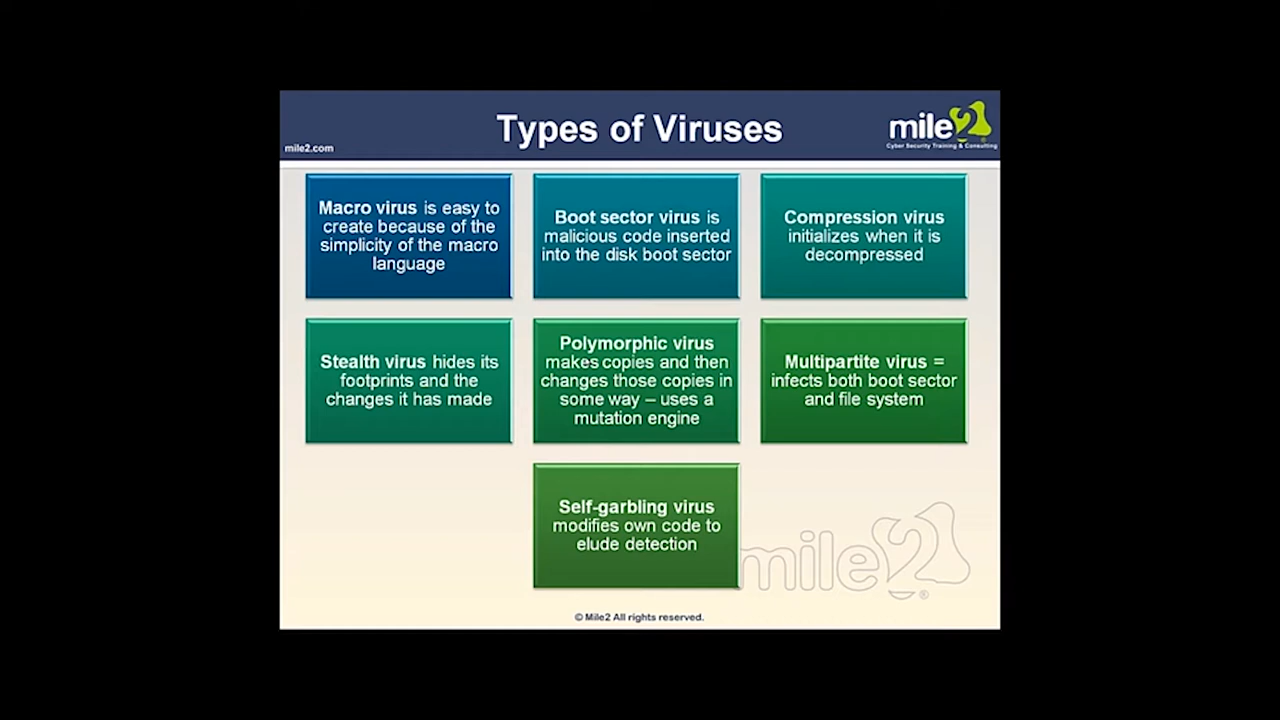 Types of Viruses
mile2
Cyber Security Training & Consulting
mile2.com
Macro virus is easy to
create because of the
simplicity of the macro
language
Boot sector virus is
malicious code inserted
into the disk boot sector
Compression virus
initializes when it is
decompressed
Stealth virus hides its
footprints and the
changes it has made
Polymorphic virus
makes copies and then
changes those copies in
some way – uses a
mutation engine
Multipartite virus =
infects both boot sector
and file system
Self-garbling virus
modifies own code to
elude detection
mile2 ®
© Mile2 All rights reserved.